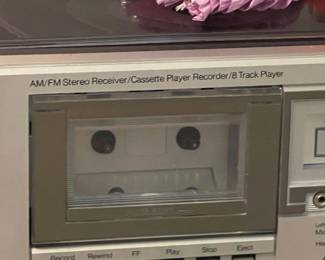 AM/FM Stereo Receiver/Cassette Player Recorder/8 Track Player
Record Rewind FF Play Stop Eject